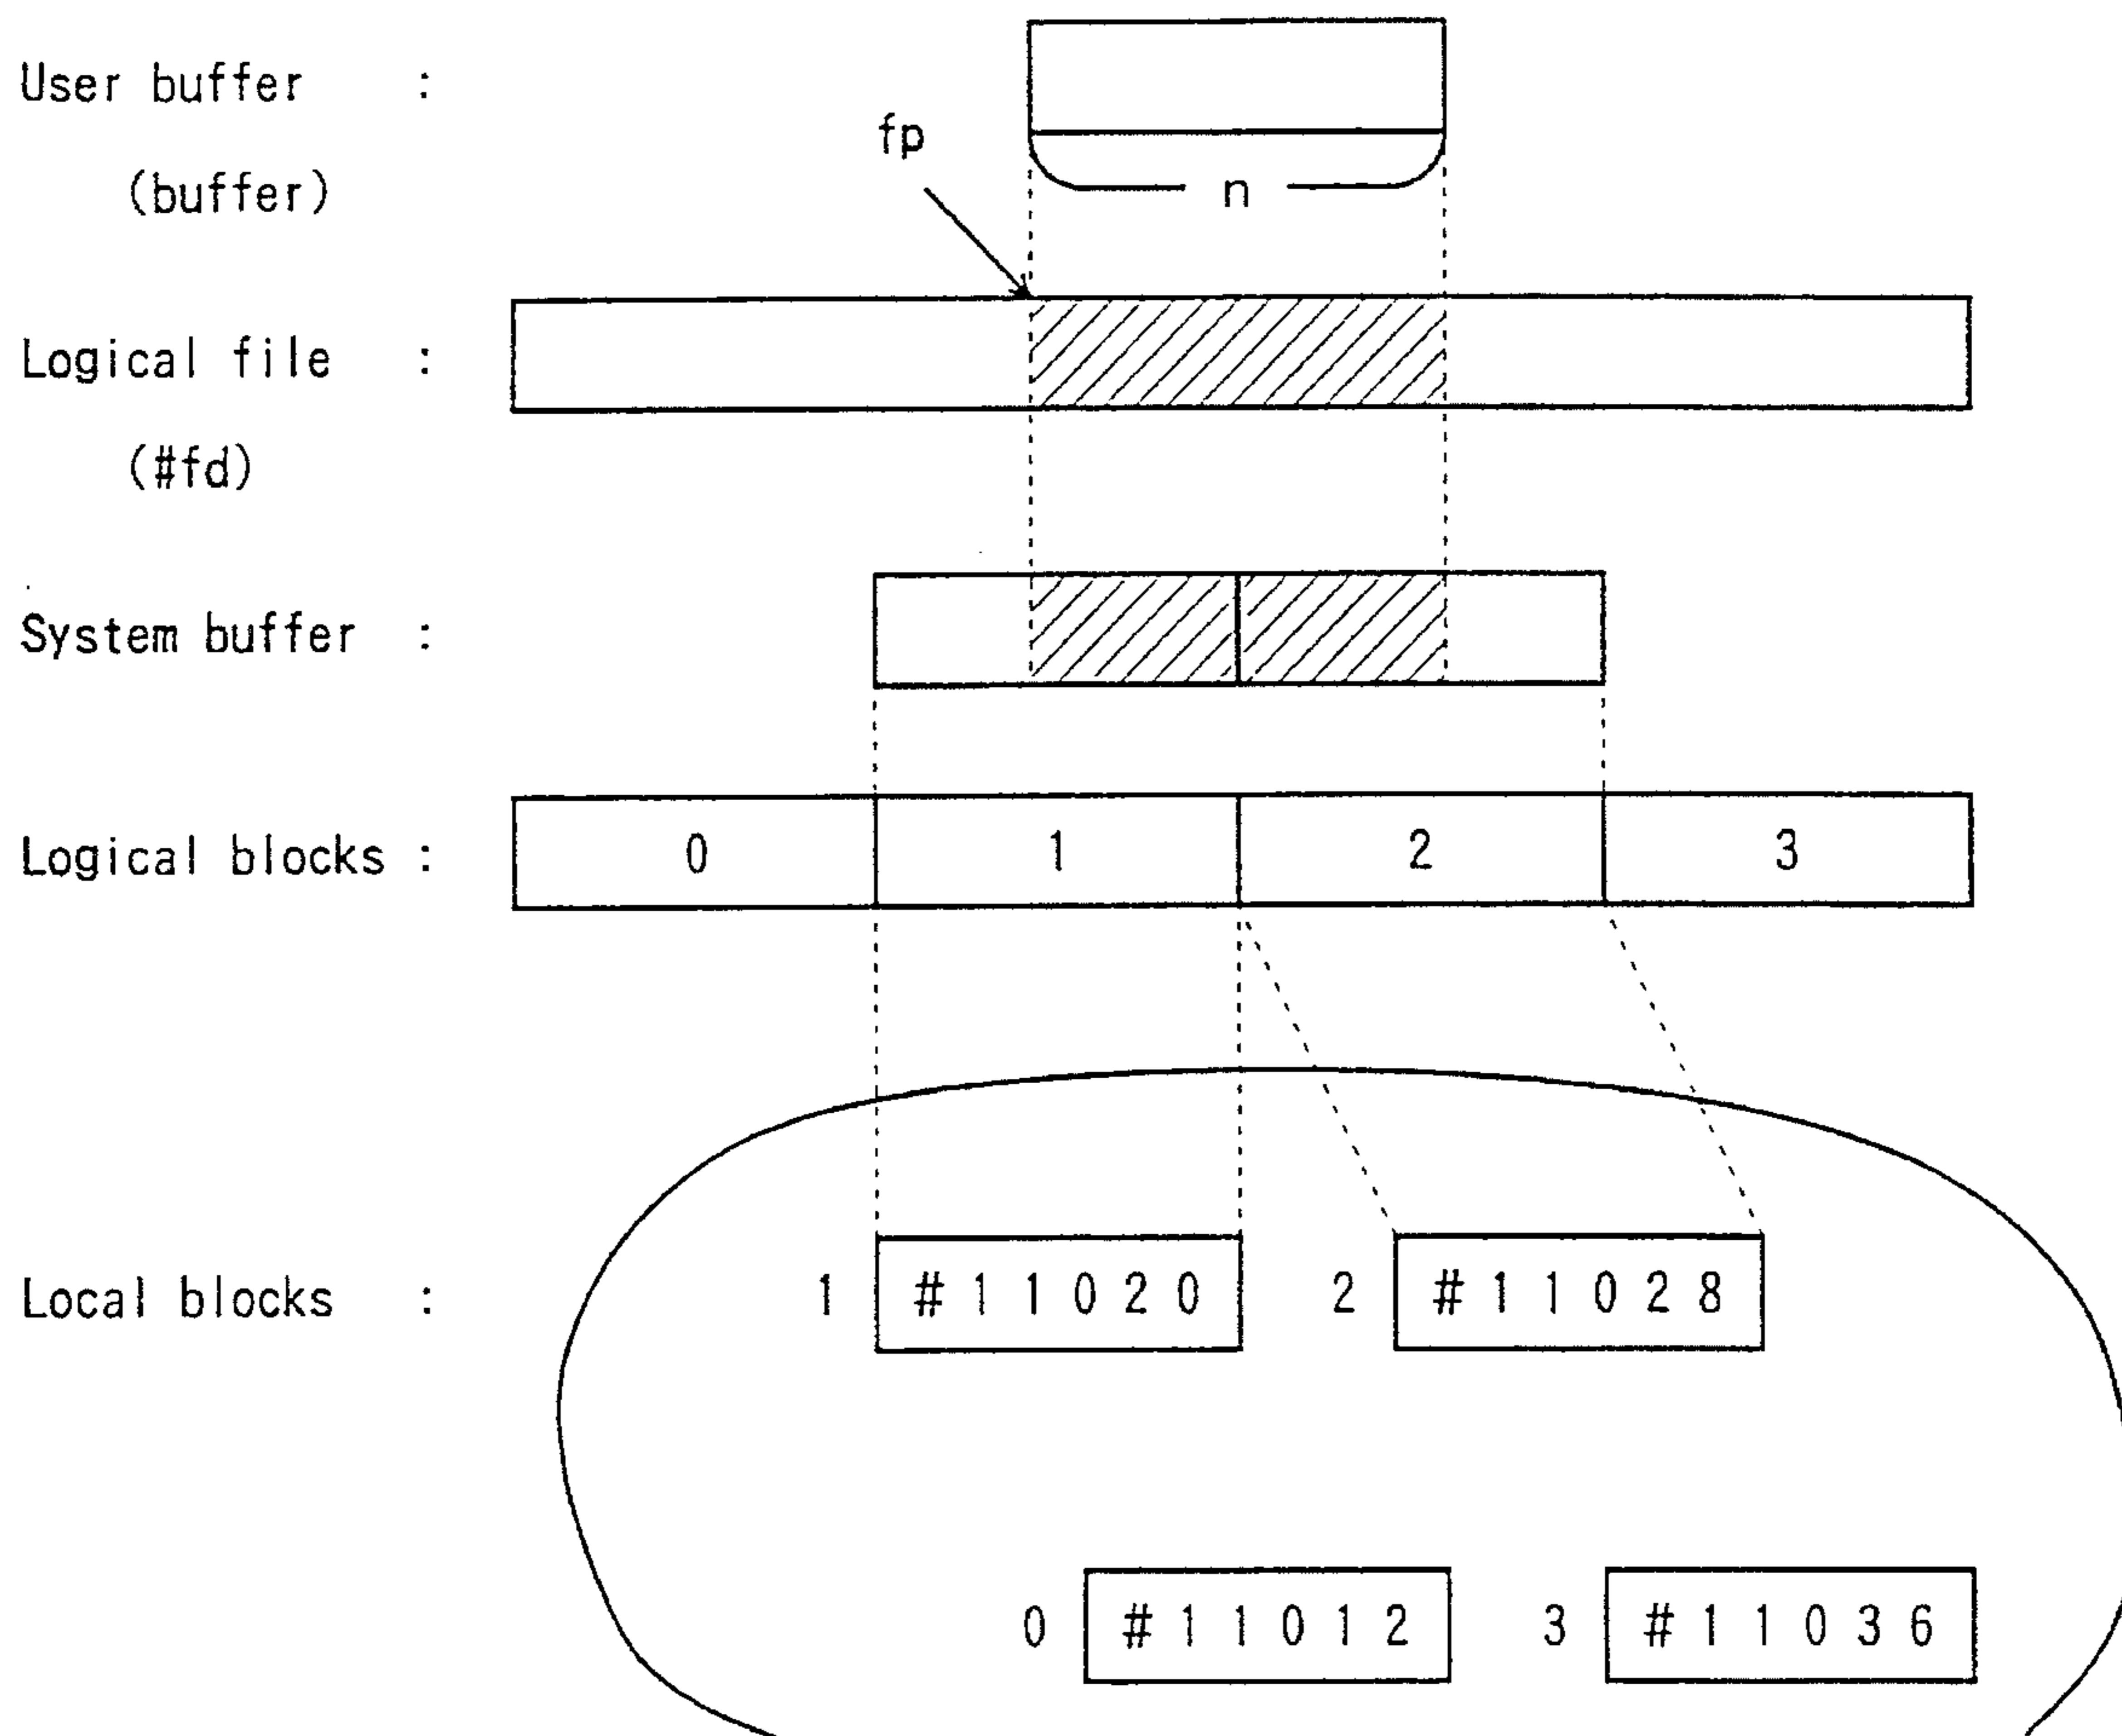 User buffer :
(buffer)
fp
n
Logical file :
(#fd)
System buffer :
Logical blocks : 0 1 2 3
Local blocks : 1 #11020 2 #11028
0 #11012 3 #11036